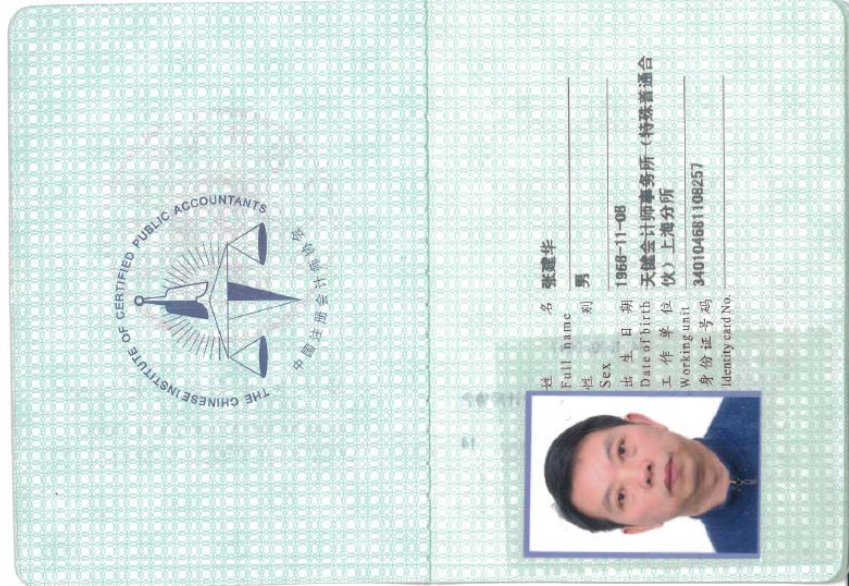 THE CHINESE INSTITUTE OF CERTIFIED PUBLIC ACCOUNTANTS
中国注册会计师协会
姓 名 张建华
Full name
性 别 男
Sex
出 生 日 期 1968-11-08
Date of birth
工 作 单 位 天健会计师事务所（特殊普通合
伙）上海分所
Working unit
身份证号码 340104681108257
Identity card No.